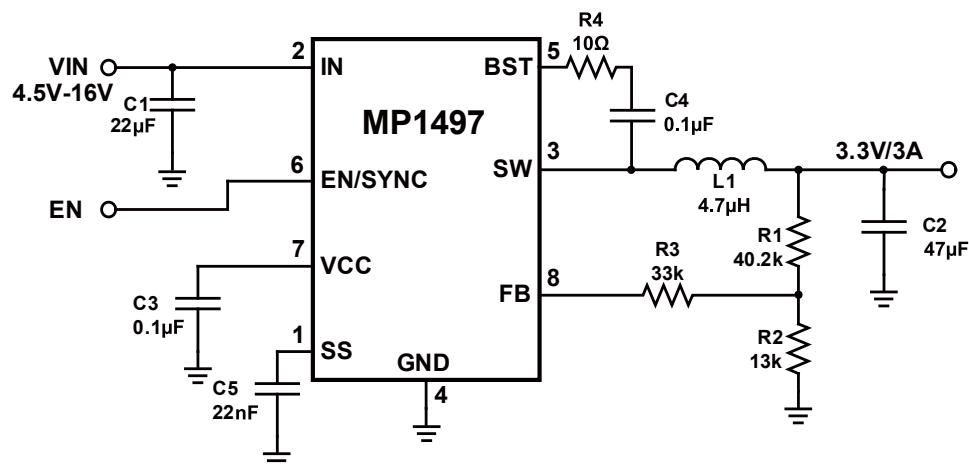 R4
10Ω
2
5
VIN
IN
BST
4.5V-16V
C1
22µF
MP1497
C4
0.1µF
3
3.3V/3A
SW
6
EN/SYNC
L1
4.7µH
EN
C2
47µF
R1
40.2k
7
VCC
R3
33k
8
FB
C3
0.1µF
1
SS
R2
13k
GND
C5
22nF
4